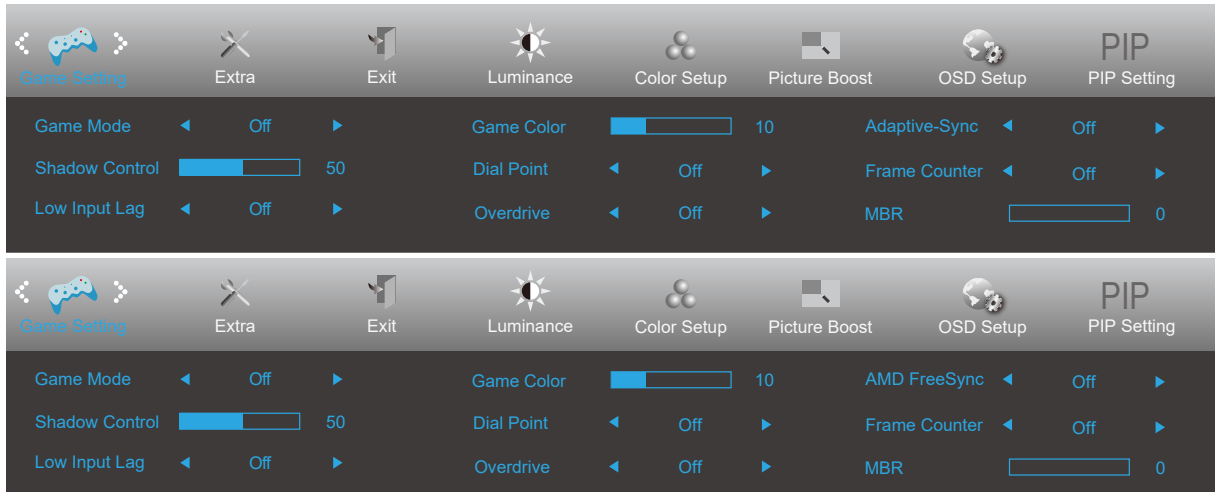 PIP
Game Setting Extra Exit Luminance Color Setup Picture Boost OSD Setup PIP Setting
Game Mode Off Game Color 10 Adaptive-Sync Off
Shadow Control 50 Dial Point Off Frame Counter Off
Low Input Lag Off Overdrive Off MBR 0
PIP
Game Setting Extra Exit Luminance Color Setup Picture Boost OSD Setup PIP Setting
Game Mode Off Game Color 10 AMD FreeSync Off
Shadow Control 50 Dial Point Off Frame Counter Off
Low Input Lag Off Overdrive Off MBR 0